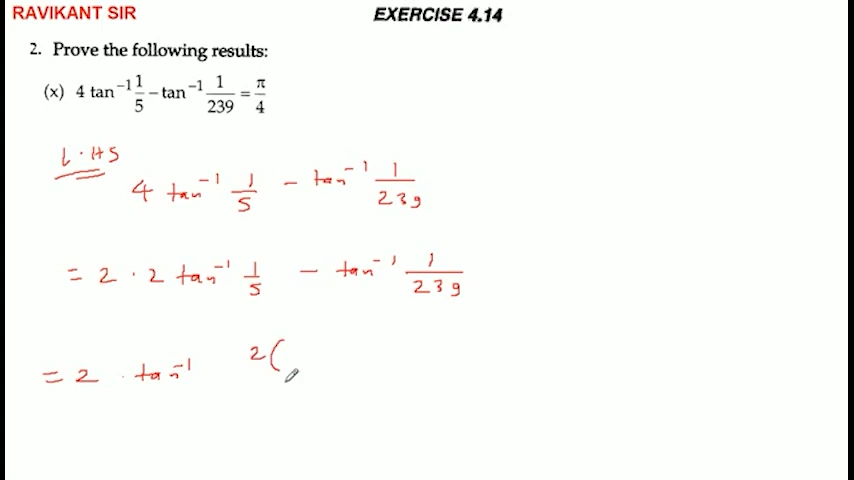 RAVIKANT SIR
EXERCISE 4.14
2. Prove the following results:
(x) 4 tan⁻¹ 1/5 − tan⁻¹ 1/239 = π/4
L.HS
4 tan⁻¹ 1/5 − tan⁻¹ 1/239
= 2 · 2 tan⁻¹ 1/5 − tan⁻¹ 1/239
= 2 · tan⁻¹ 2(